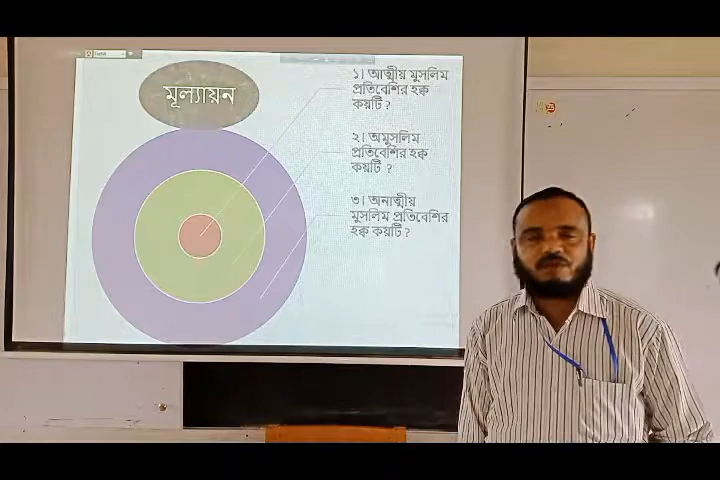 মূল্যায়ন
১। আত্মীয় মুসলিম
প্রতিবেশির হক্ব
কয়টি ?
২। অমুসলিম
প্রতিবেশির হক্ব
কয়টি ?
৩। অনাত্মীয়
মুসলিম প্রতিবেশির
হক্ব কয়টি ?